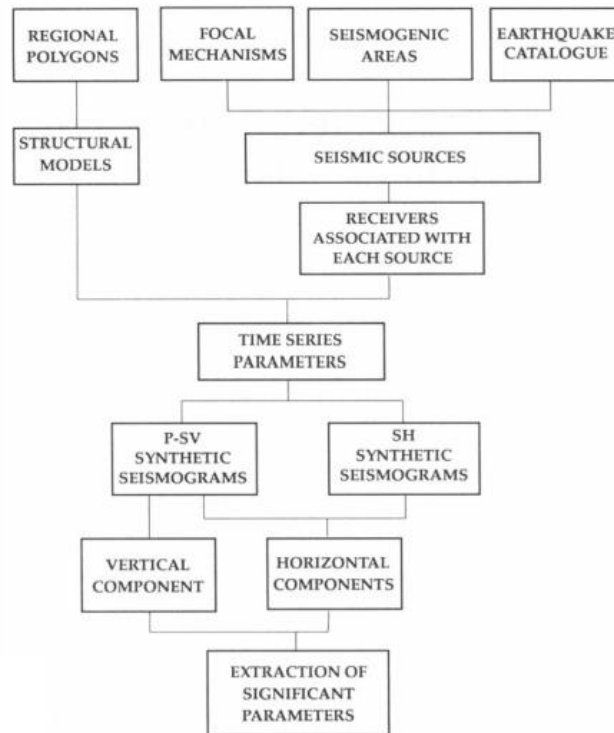 REGIONAL
POLYGONS
FOCAL
MECHANISMS
SEISMOGENIC
AREAS
EARTHQUAKE
CATALOGUE
STRUCTURAL
MODELS
SEISMIC SOURCES
RECEIVERS
ASSOCIATED WITH
EACH SOURCE
TIME SERIES
PARAMETERS
P-SV
SYNTHETIC
SEISMOGRAMS
SH
SYNTHETIC
SEISMOGRAMS
VERTICAL
COMPONENT
HORIZONTAL
COMPONENTS
EXTRACTION OF
SIGNIFICANT
PARAMETERS